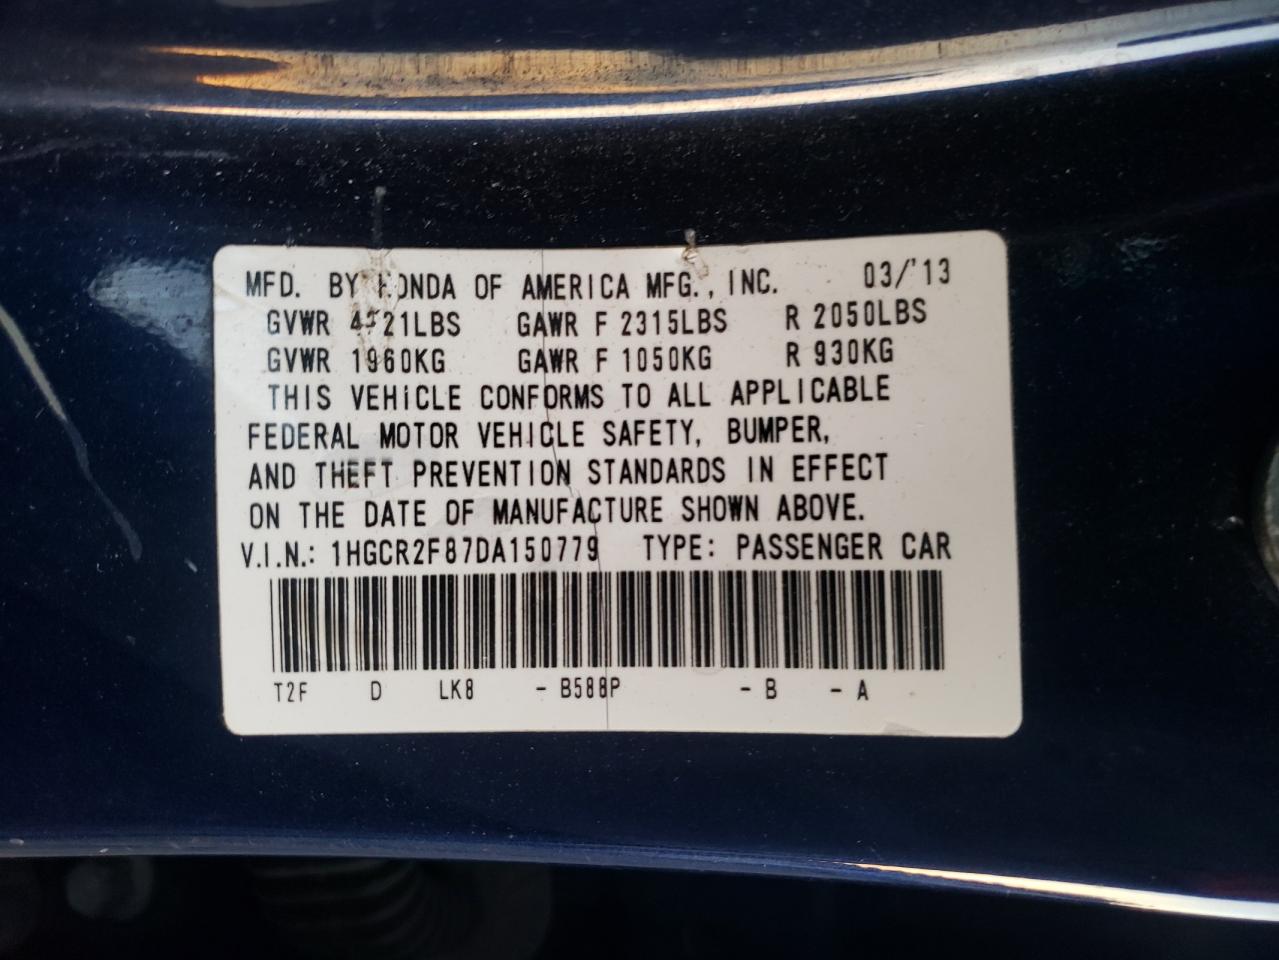 MFD. BY HONDA OF AMERICA MFG., INC. 03/'13
GVWR LBS GAWR F 2315LBS R 2050LBS
GVWR 1960KG GAWR F 1050KG R 930KG
THIS VEHICLE CONFORMS TO ALL APPLICABLE
FEDERAL MOTOR VEHICLE SAFETY, BUMPER,
AND THEFT PREVENTION STANDARDS IN EFFECT
ON THE DATE OF MANUFACTURE SHOWN ABOVE.
V.I.N.: 1HGCR2F87DA150779 TYPE: PASSENGER CAR
T2F D LK8 - B588P - B - A